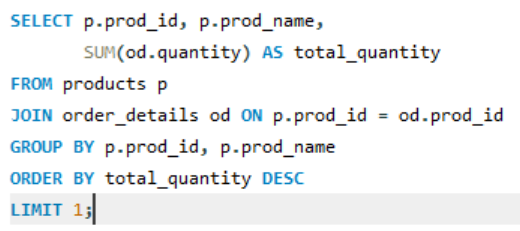 SELECT p.prod_id, p.prod_name,
SUM(od.quantity) AS total_quantity
FROM products p
JOIN order_details od ON p.prod_id = od.prod_id
GROUP BY p.prod_id, p.prod_name
ORDER BY total_quantity DESC
LIMIT 1;